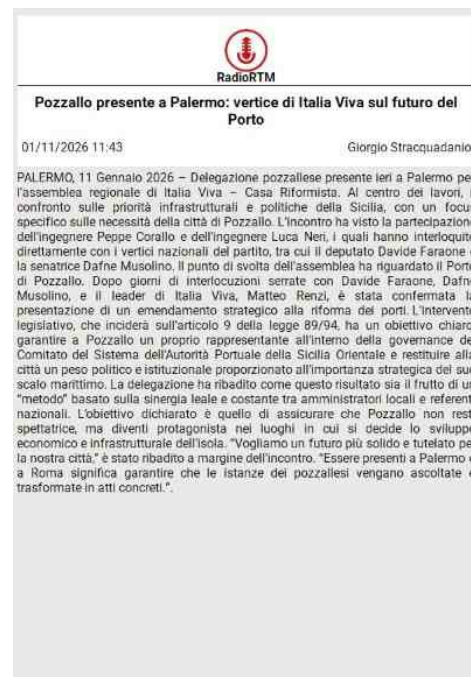 RadioRTM
Pozzallo presente a Palermo: vertice di Italia Viva sul futuro del
Porto
01/11/2026 11:43 Giorgio Stracquadanio
PALERMO, 11 Gennaio 2026 – Delegazione pozzallese presente ieri a Palermo pe
l'assemblea regionale di Italia Viva – Casa Riformista. Al centro dei lavori, i
confronto sulle priorità infrastrutturali e politiche della Sicilia, con un focu
specifico sulle necessità della città di Pozzallo. L'incontro ha visto la partecipazion
dell'ingegnere Peppe Corallo e dell'ingegnere Luca Neri, i quali hanno interloquit
direttamente con i vertici nazionali del partito, tra cui il deputato Davide Faraone
la senatrice Dafne Musolino. Il punto di svolta dell'assemblea ha riguardato il Port
di Pozzallo. Dopo giorni di interlocuzioni serrate con Davide Faraone, Dafn
Musolino, e il leader di Italia Viva, Matteo Renzi, è stata confermata l
presentazione di un emendamento strategico alla riforma dei porti. L'intervent
legislativo, che inciderà sull'articolo 9 della legge 89/94, ha un obiettivo chiaro
garantire a Pozzallo un proprio rappresentante all'interno della governance de
Comitato del Sistema dell'Autorità Portuale della Sicilia Orientale e restituire all
città un peso politico e istituzionale proporzionato all'importanza strategica del su
scalo marittimo. La delegazione ha ribadito come questo risultato sia il frutto di u
"metodo" basato sulla sinergia leale e costante tra amministratori locali e referent
nazionali. L'obiettivo dichiarato è quello di assicurare che Pozzallo non rest
spettatrice, ma diventi protagonista nei luoghi in cui si decide lo svilupp
economico e infrastrutturale dell'isola. "Vogliamo un futuro più solido e tutelato pe
la nostra città," è stato ribadito a margine dell'incontro. "Essere presenti a Palermo e
a Roma significa garantire che le istanze dei pozzallesi vengano ascoltate e
trasformate in atti concreti.".